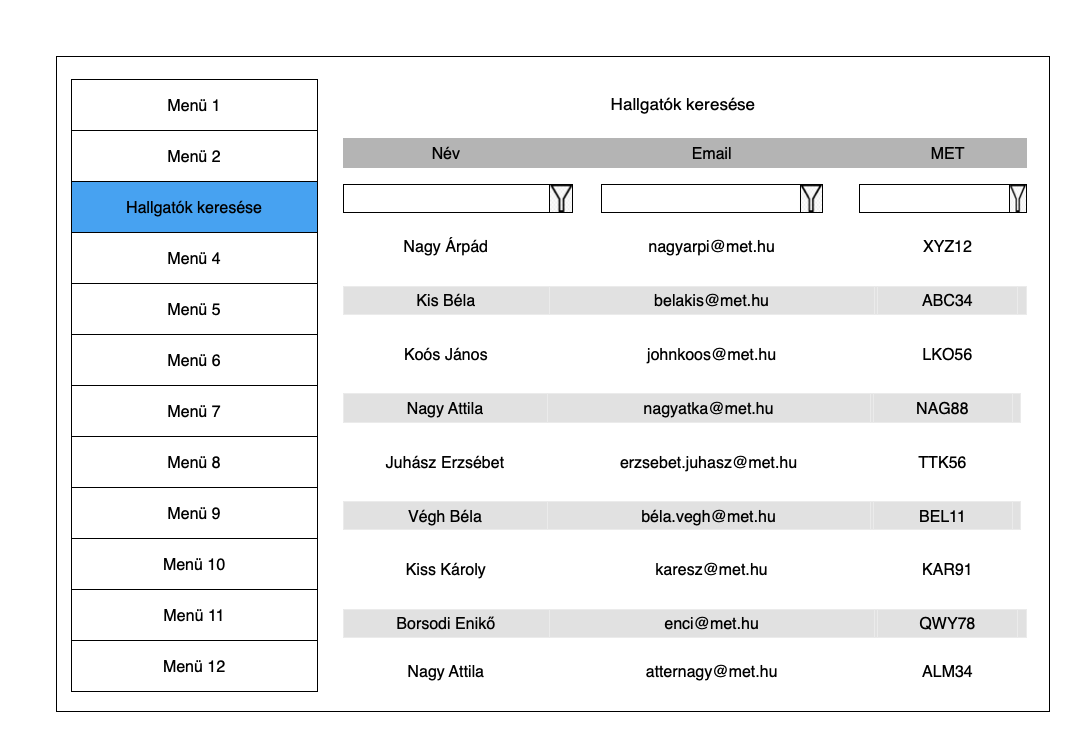 Menü 1
Menü 2
Hallgatók keresése
Menü 4
Menü 5
Menü 6
Menü 7
Menü 8
Menü 9
Menü 10
Menü 11
Menü 12
Hallgatók keresése
Név Email MET
Nagy Árpád nagyarpi@met.hu XYZ12
Kis Béla belakis@met.hu ABC34
Koós János johnkoos@met.hu LKO56
Nagy Attila nagyatka@met.hu NAG88
Juhász Erzsébet erzsebet.juhasz@met.hu TTK56
Végh Béla béla.vegh@met.hu BEL11
Kiss Károly karesz@met.hu KAR91
Borsodi Enikő enci@met.hu QWY78
Nagy Attila atternagy@met.hu ALM34